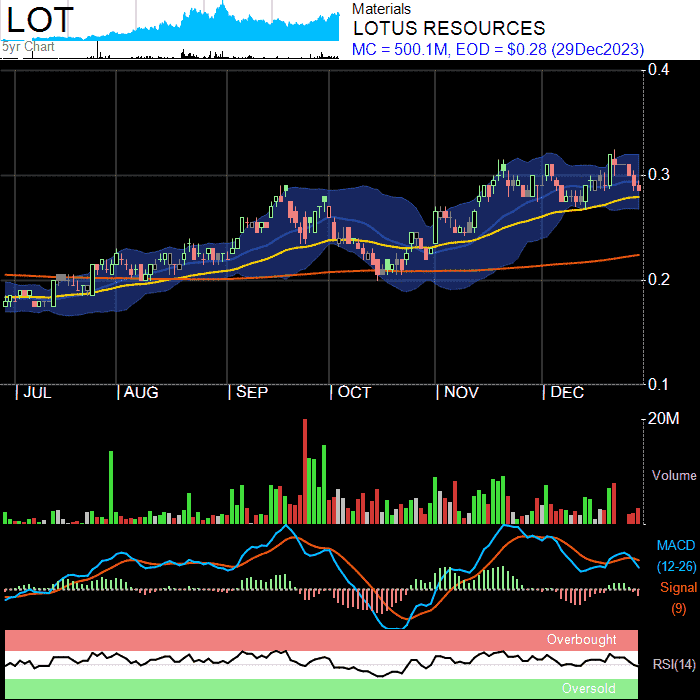 LOT
5yr Chart
Materials
LOTUS RESOURCES
MC = 500.1M, EOD = $0.28 (29Dec2023)
0.4
0.3
0.2
0.1
JUL AUG SEP OCT NOV DEC
20M
Volume
MACD
(12-26)
Signal
(9)
Overbought
RSI(14)
Oversold